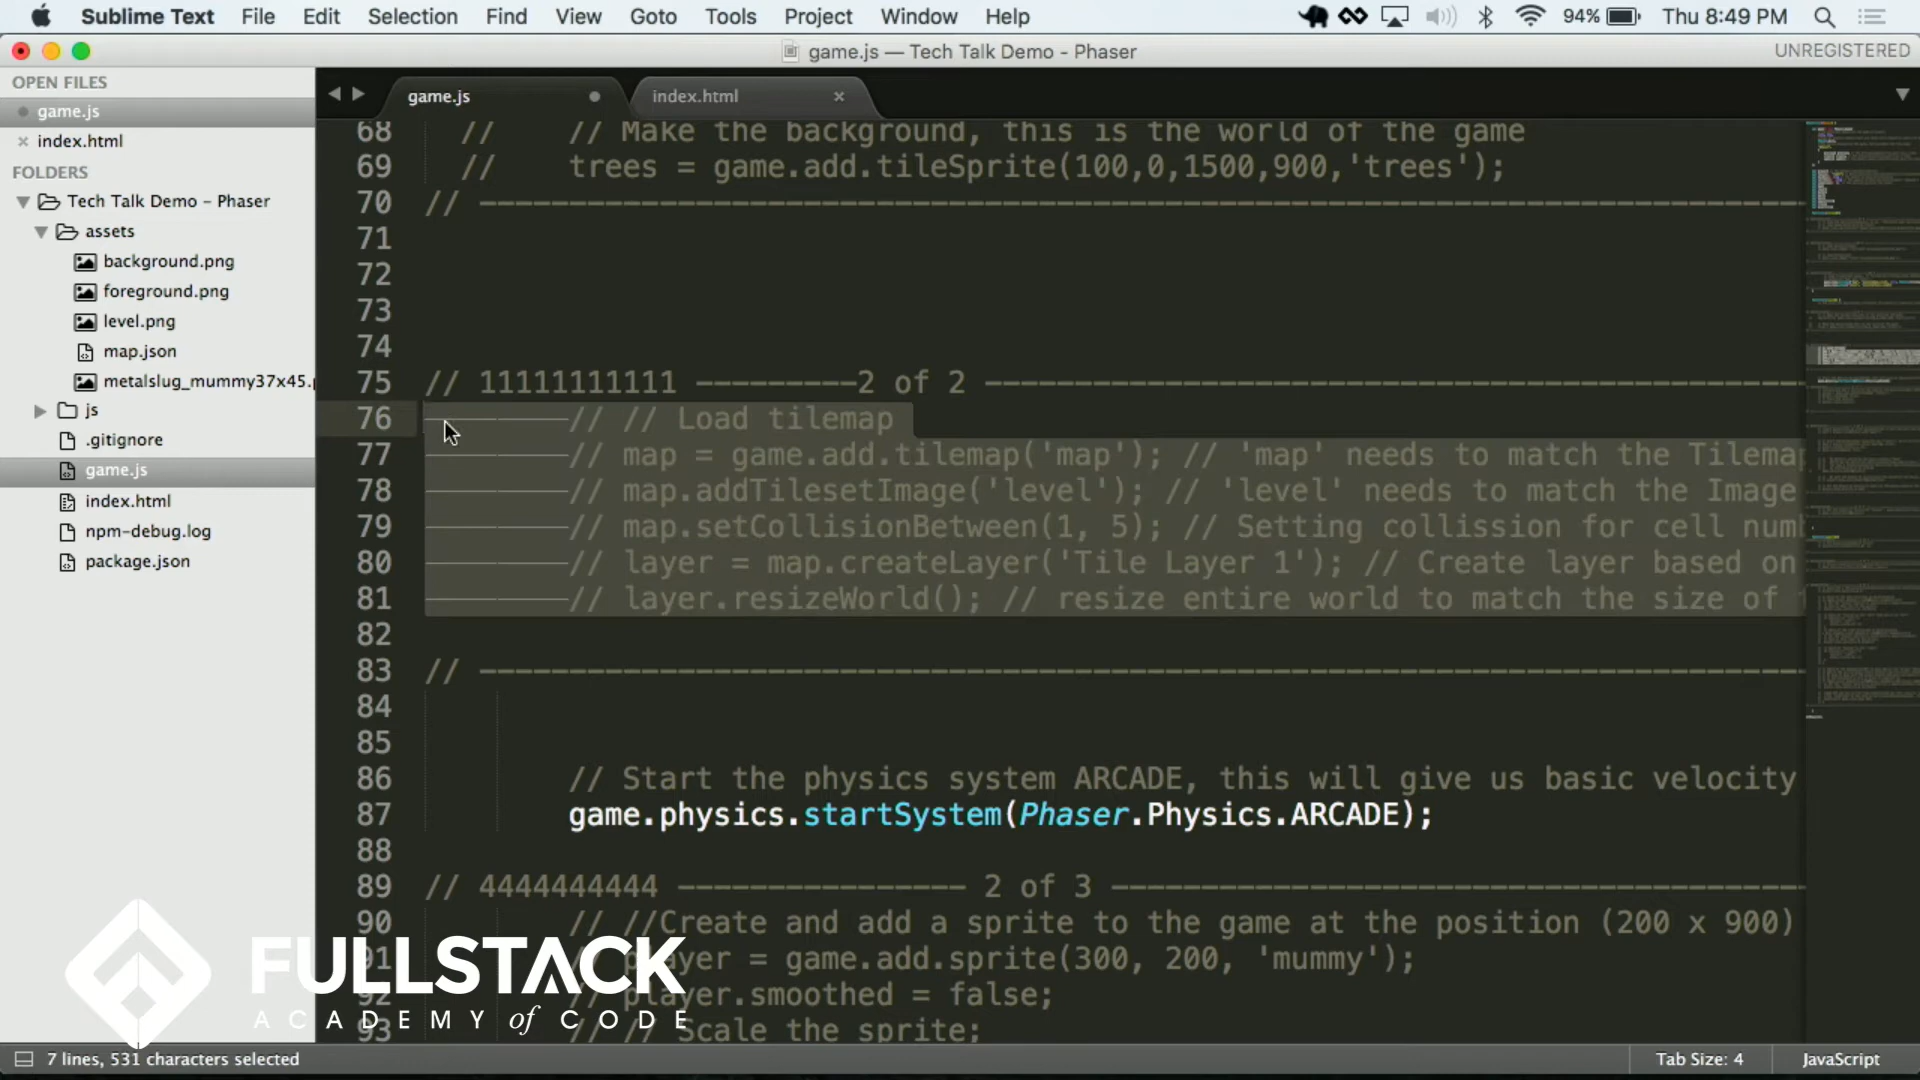 Sublime Text File Edit Selection Find View Goto Tools Project Window Help 94% Thu 8:49 PM
game.js — Tech Talk Demo - Phaser UNREGISTERED
OPEN FILES
game.js
index.html
FOLDERS
Tech Talk Demo - Phaser
assets
background.png
foreground.png
level.png
map.json
metalslug_mummy37x45.
js
.gitignore
game.js
index.html
npm-debug.log
package.json
game.js index.html
68 // // Make the background, this is the world of the game
69 // trees = game.add.tileSprite(100,0,1500,900,'trees');
70 // --------------------------------------------------------------------------
71
72
73
74
75 // 11111111111 ---------2 of 2 ----------------------------------------------
76 // // Load tilemap
77 // map = game.add.tilemap('map'); // 'map' needs to match the Tilemap
78 // map.addTilesetImage('level'); // 'level' needs to match the Image
79 // map.setCollisionBetween(1, 5); // Setting collission for cell
80 // layer = map.createLayer('Tile Layer 1'); // Create layer based on
81 // layer.resizeWorld(); // resize entire world to match the size of
82
83 // --------------------------------------------------------------------------
84
85
86 // Start the physics system ARCADE, this will give us basic velocity
87 game.physics.startSystem(Phaser.Physics.ARCADE);
88
89 // 4444444444 ---------------- 2 of 3 ---------------------------------------
90 // //Create and add a sprite to the game at the position (200 x 900)
91 // player = game.add.sprite(300, 200, 'mummy');
92 // player.smoothed = false;
93 // // Scale the sprite;
FULLSTACK
ACADEMY of CODE
7 lines, 531 characters selected Tab Size: 4 JavaScript